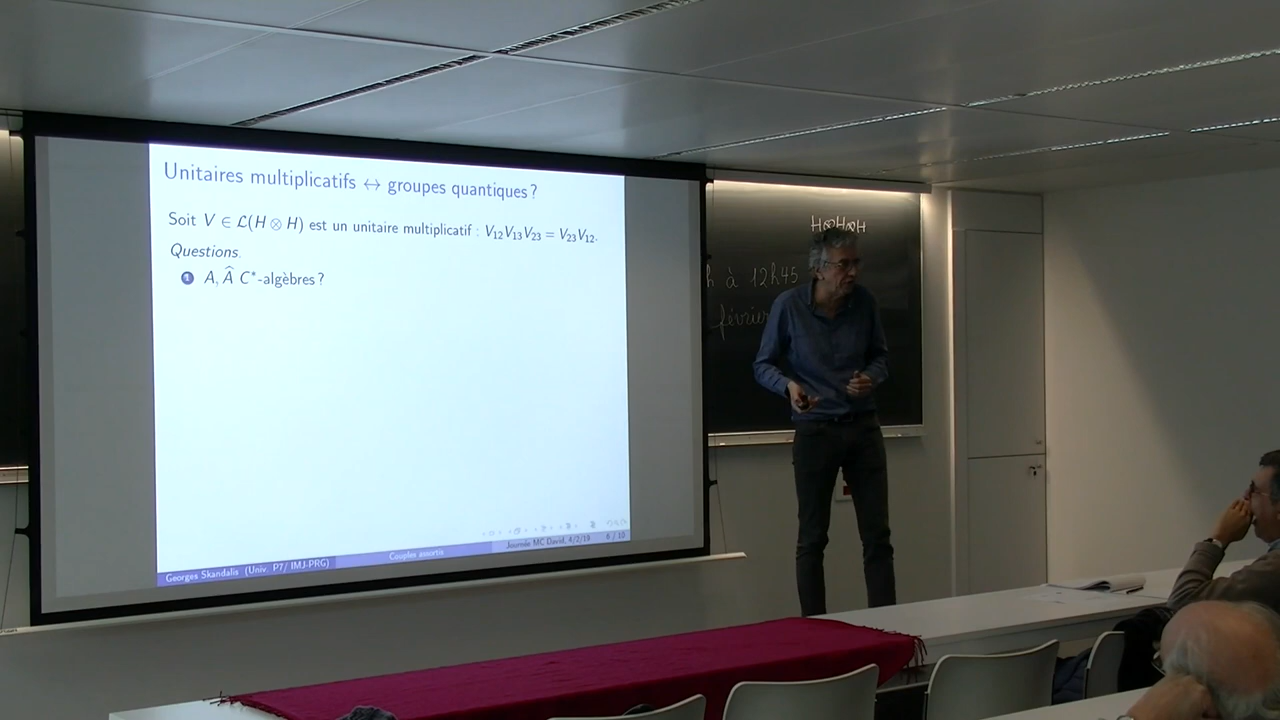 Unitaires multiplicatifs ↔ groupes quantiques ?
Soit V ∈ 𝓛(H ⊗ H) est un unitaire multiplicatif : V₁₂V₁₃V₂₃ = V₂₃V₁₂.
Questions.
1 A, Â C*-algèbres ?
Georges Skandalis (Univ. P7/ IMJ-PRG)
Couples assortis
Journée MC David, 4/2/19
6 / 10
H⊗H⊗H
h à 12h45
février